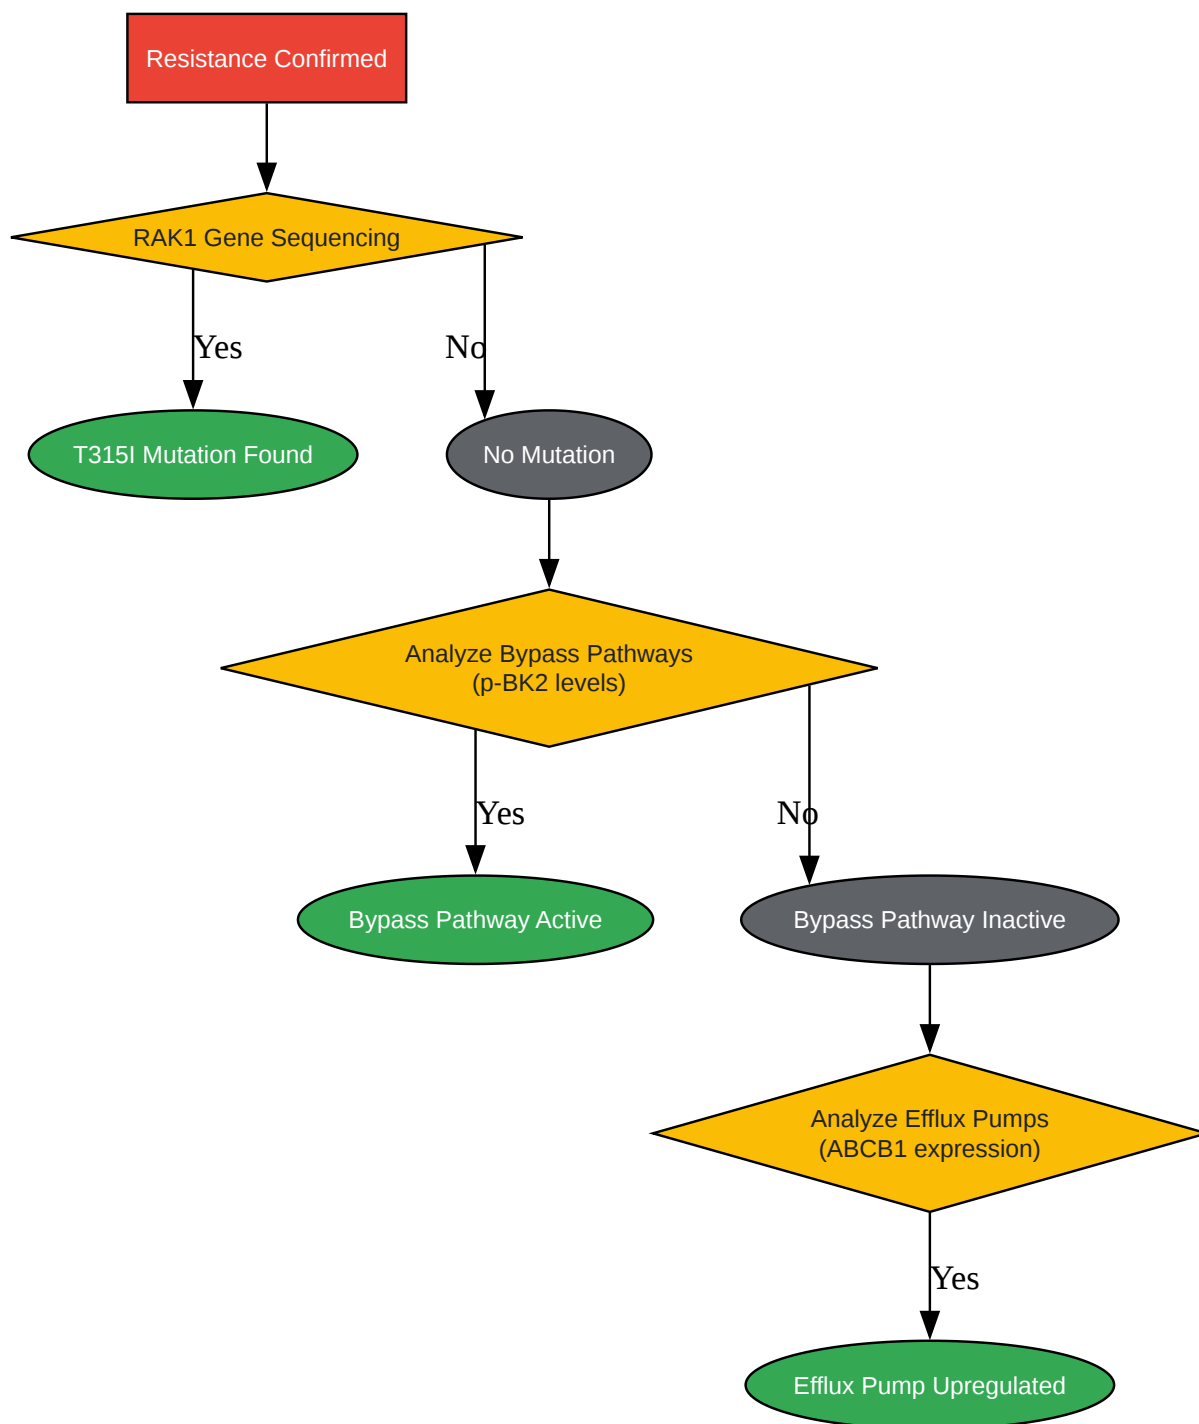 Resistance Confirmed
RAK1 Gene Sequencing
Yes
No
T315I Mutation Found
No Mutation
Analyze Bypass Pathways
(p-BK2 levels)
Yes
No
Bypass Pathway Active
Bypass Pathway Inactive
Analyze Efflux Pumps
(ABCB1 expression)
Yes
Efflux Pump Upregulated